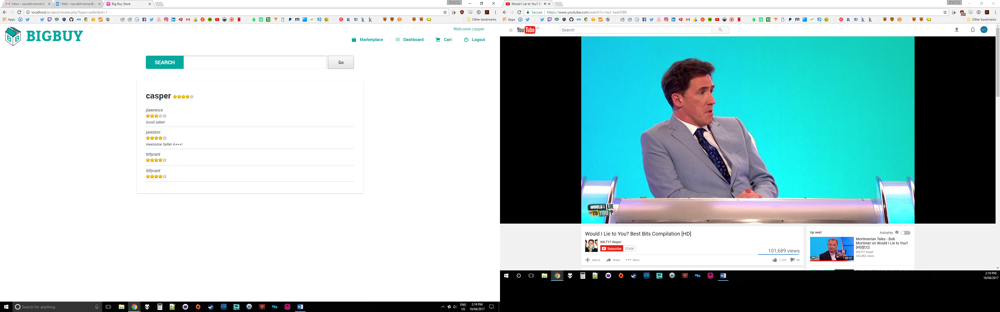 Inbox - saurabh.tomar@
Mail – saurabh.tomar@u
Big Buy Store
Saurabh
localhost/project/review.php?type=seller&id=1
Apps
Other bookmarks
BIGBUY
Welcome casper
Marketplace
Dashboard
Cart
Logout
SEARCH
Go
casper
jlawrence
Good seller!
janiston
Awesome Seller A+++!
tittyrant
tittyrant
Search for anything
ENG
US
2:19 PM
10/04/2017
Would I Lie to You? Be
Saurabh
Secure
https://www.youtube.com/watch?v=As2-JwaH3BE
Apps
Other bookmarks
YouTube CA
Search
WOULD I LIE
TO YOU ?
Would I Lie to You? Best Bits Compilation [HD]
WILTY? Nope!
Subscribe
27,626
101,689 views
Add to
Share
More
1,129
38
Up next
Autoplay
50:37
Mortimerian Tales - Bob
Mortimer on Would I Lie to You?
[HD][CC]
WILTY? Nope!
253,482 views
2:19 PM
10/04/2017